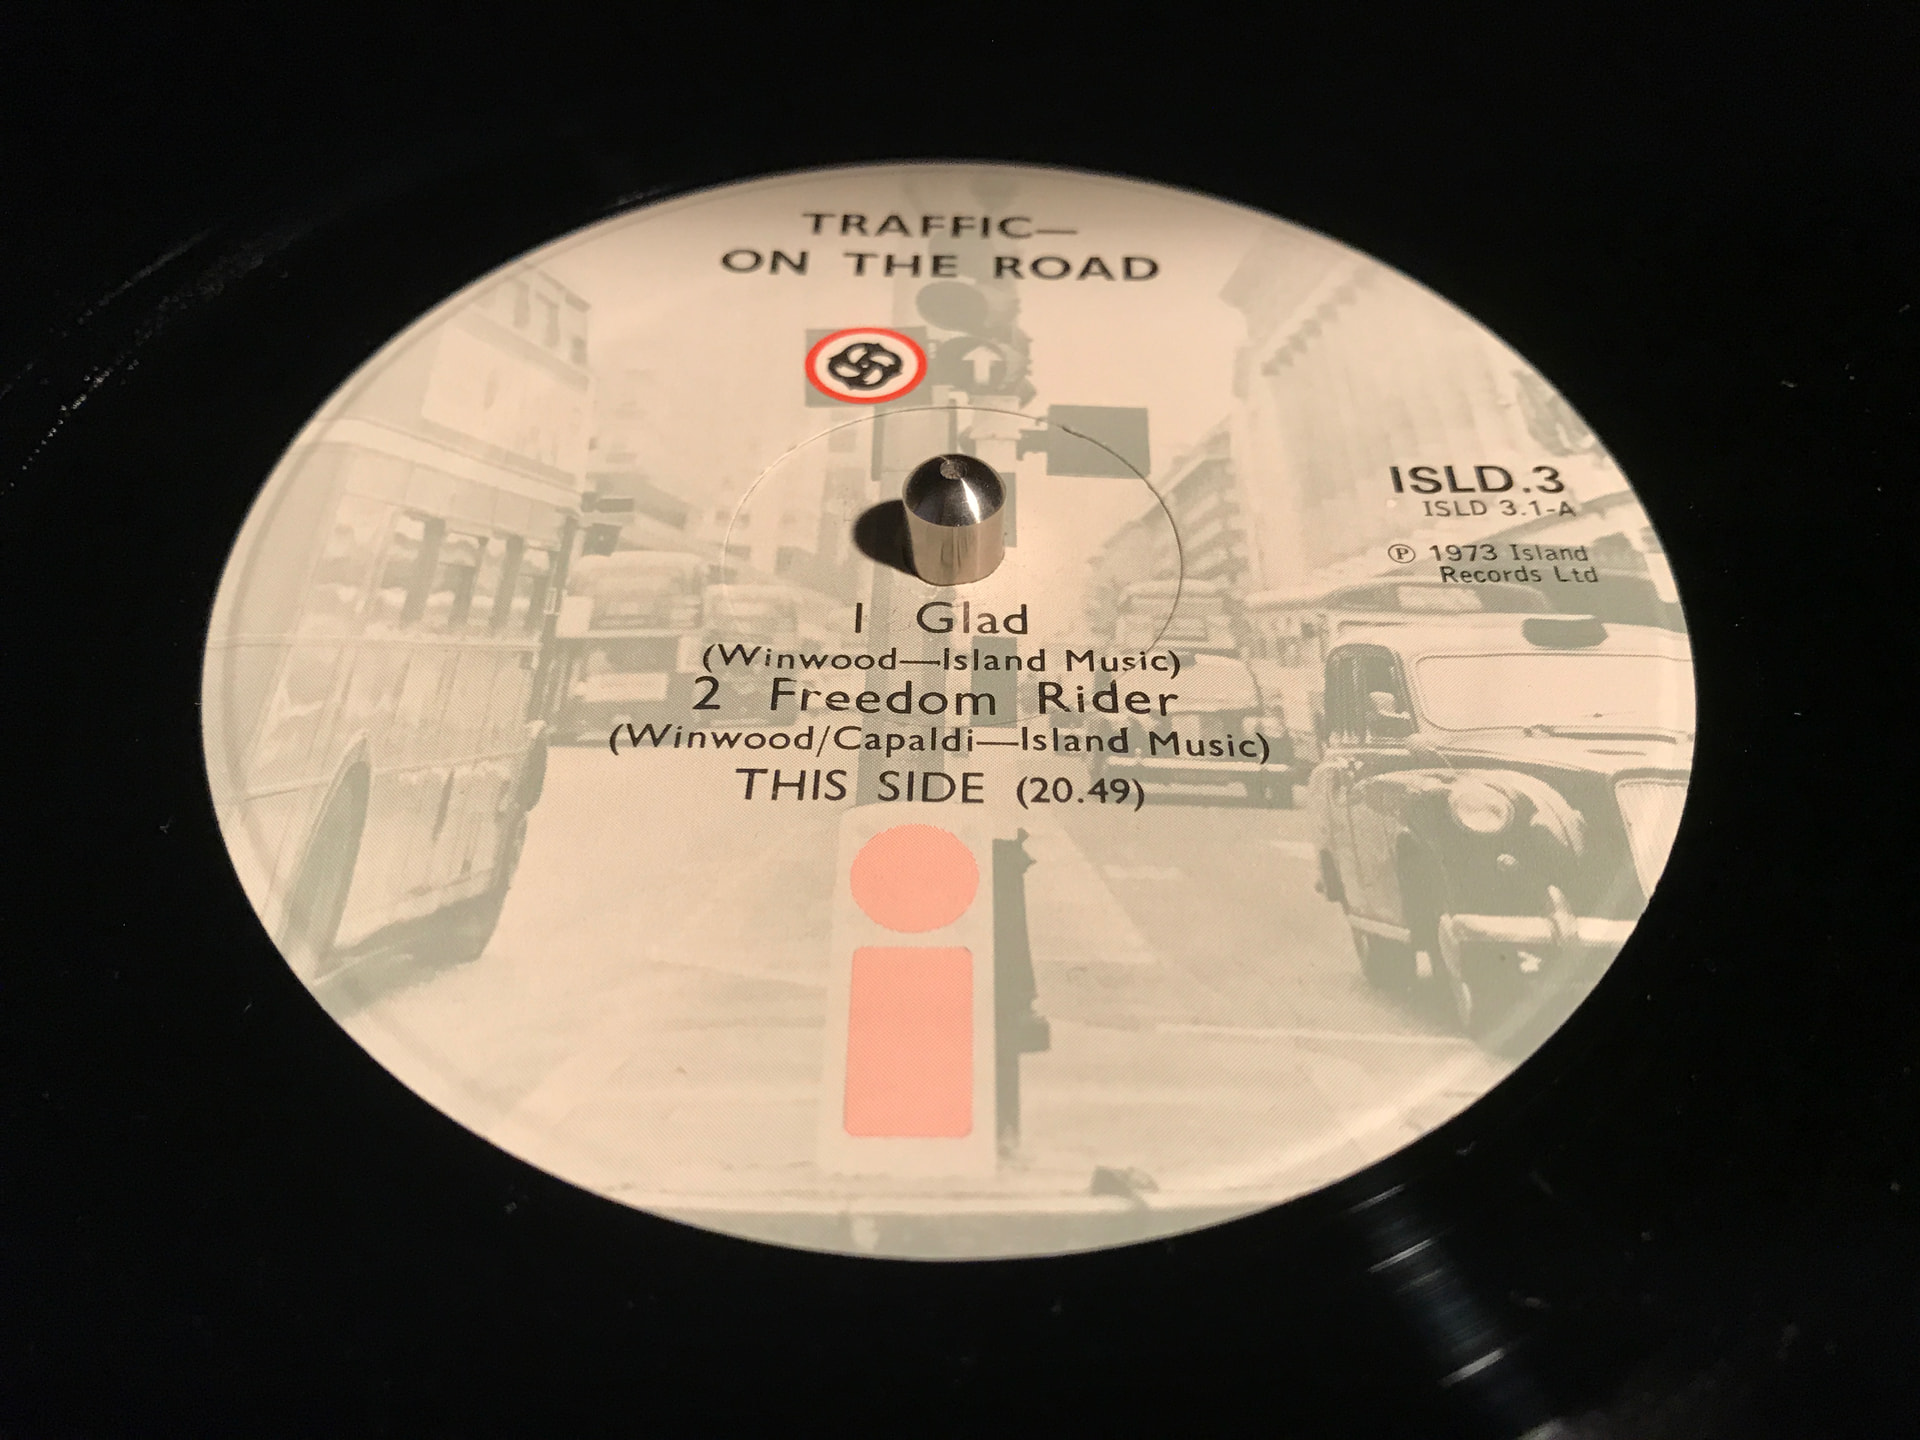 TRAFFIC—
ON THE ROAD
ISLD.3
ISLD 3.1-A
℗ 1973 Island
Records Ltd
1 Glad
(Winwood—Island Music)
2 Freedom Rider
(Winwood/Capaldi—Island Music)
THIS SIDE (20.49)
i